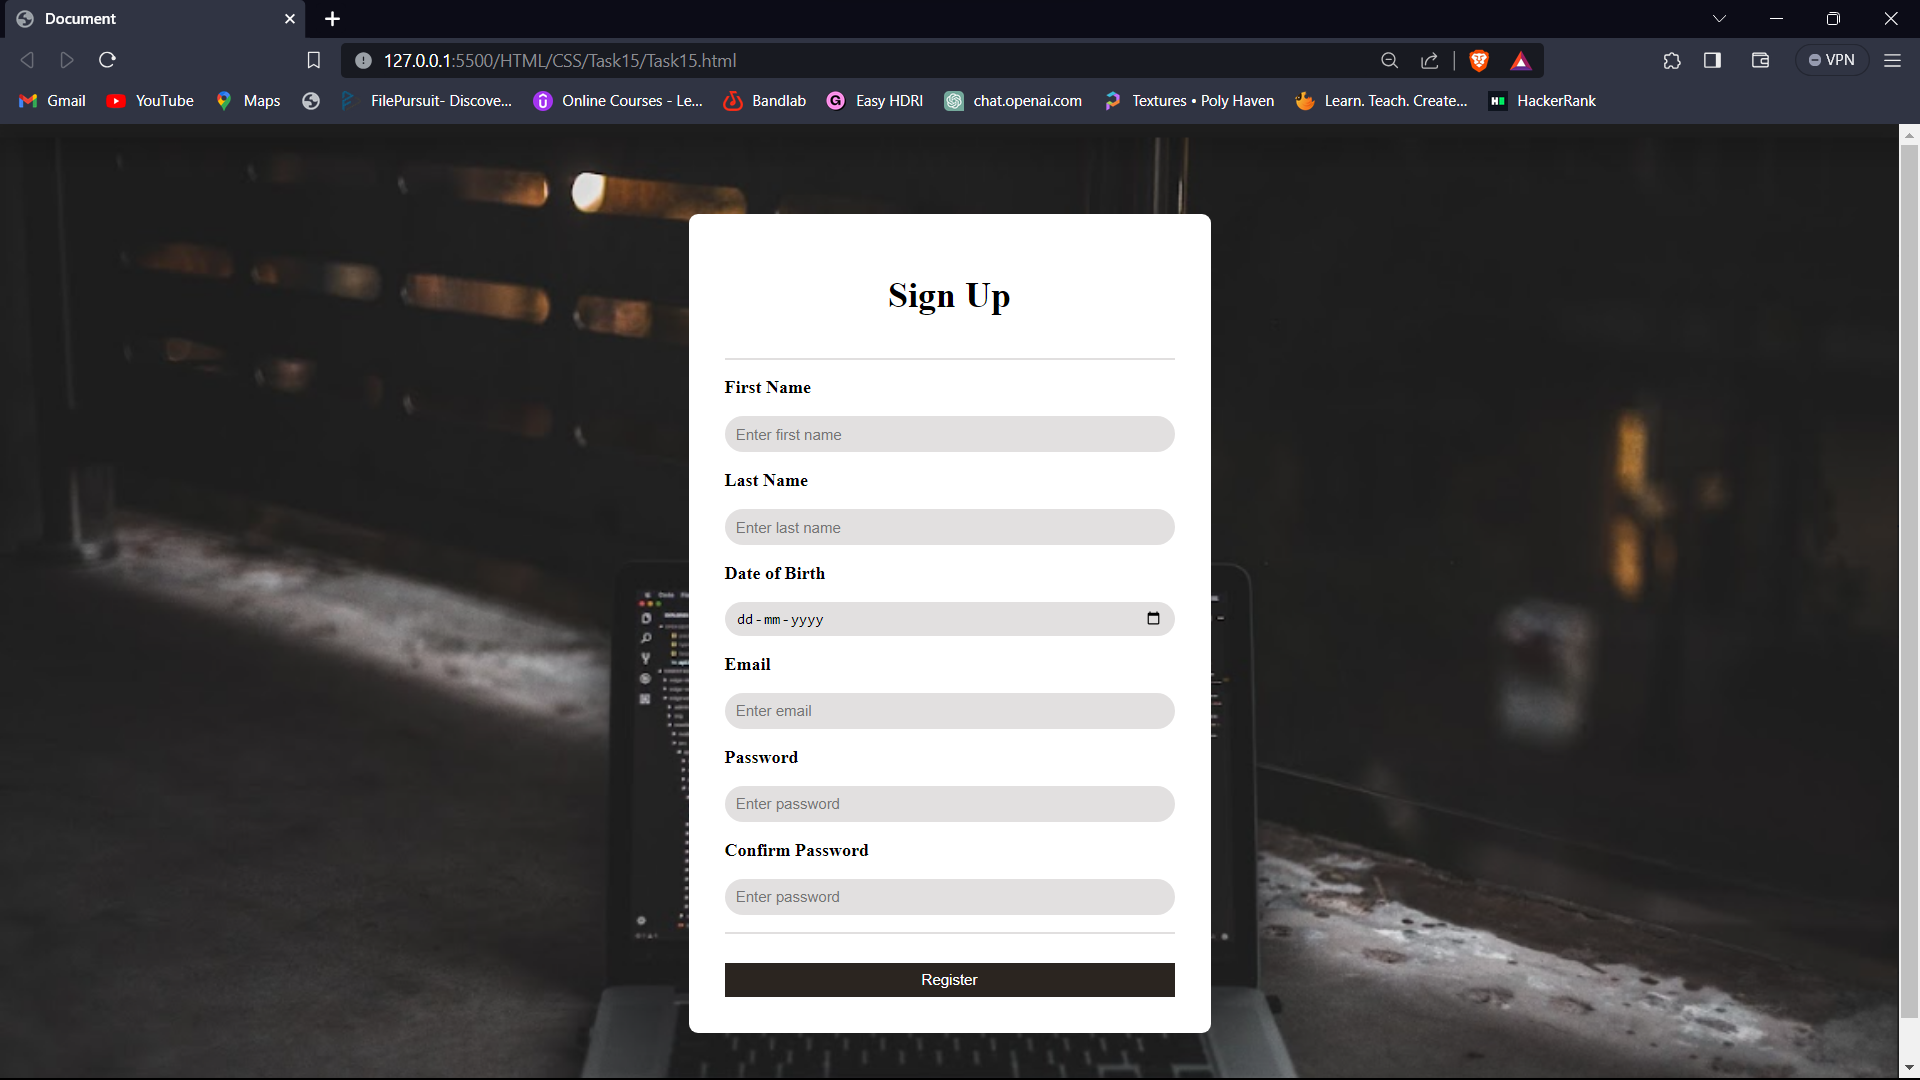 Document
127.0.0.1:5500/HTML/CSS/Task15/Task15.html
VPN
Gmail
YouTube
Maps
FilePursuit- Discove...
Online Courses - Le...
Bandlab
Easy HDRI
chat.openai.com
Textures • Poly Haven
Learn. Teach. Create...
HackerRank
Sign Up
First Name
Enter first name
Last Name
Enter last name
Date of Birth
dd-mm-yyyy
Email
Enter email
Password
Enter password
Confirm Password
Enter password
Register